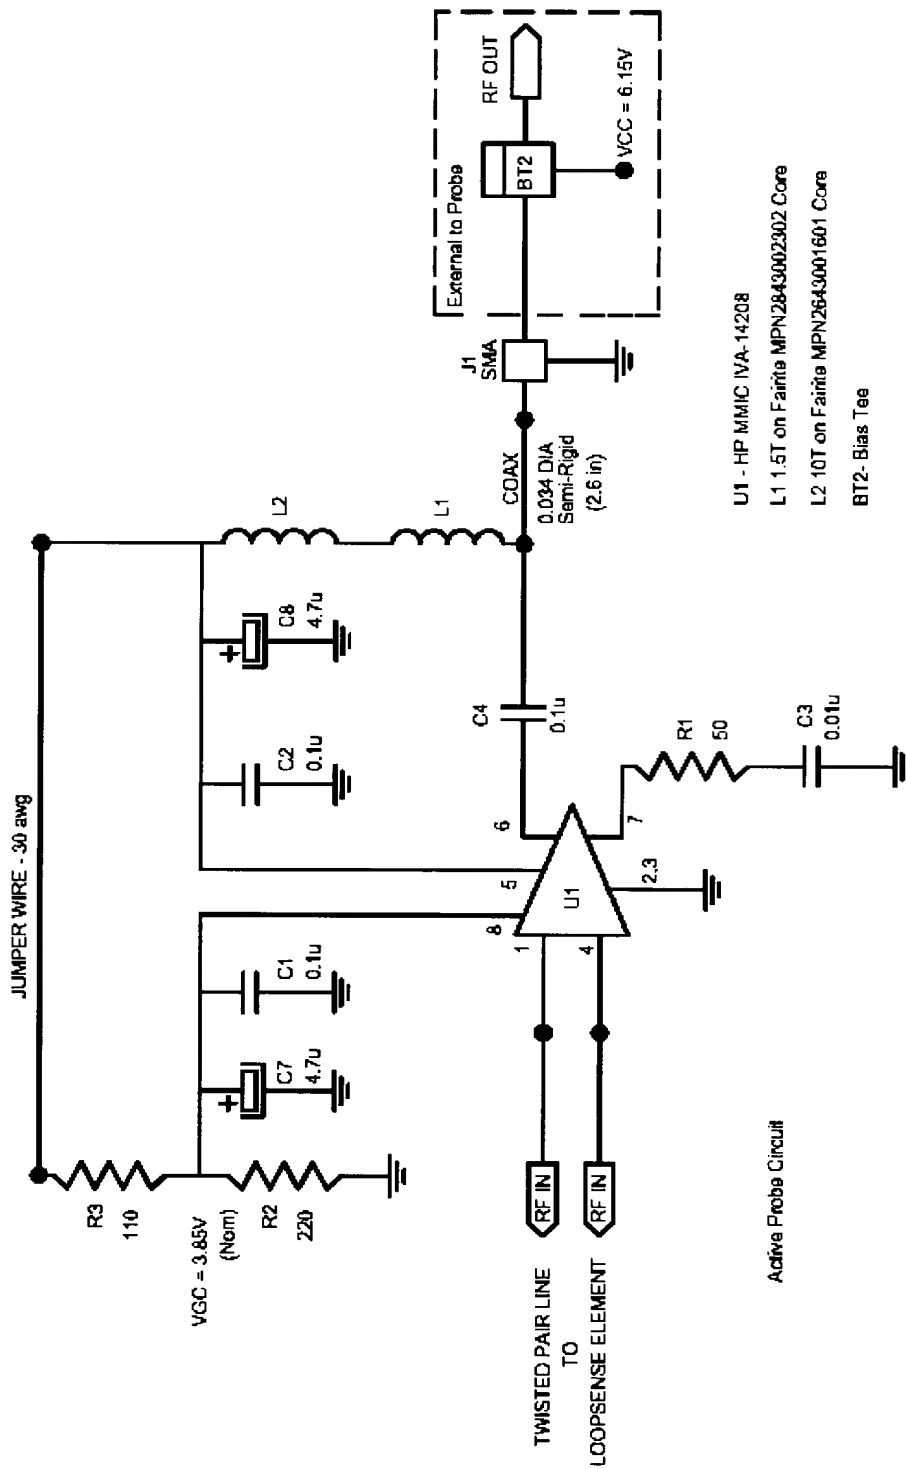 JUMPER WIRE - 30 awg
R3
110
VGC = 3.85V
(Nom)
R2
220
C7
4.7u
+
C1
0.1u
C2
0.1u
C8
4.7u
+
L2
L1
8
5
6
1
4
U1
7
2,3
C4
0.1u
R1
50
C3
0.01u
COAX
0.034 DIA
Semi-Rigid
(2.6 in)
J1
SMA
External to Probe
BT2
RF OUT
VCC = 6.15V
RF IN
RF IN
TWISTED PAIR LINE
TO
LOOPSENSE ELEMENT
U1 - HP MMIC IVA-14208
L1 1.5T on Fairite MPN2843002302 Core
L2 10T on Fairite MPN2643001601 Core
BT2- Bias Tee
Active Probe Circuit